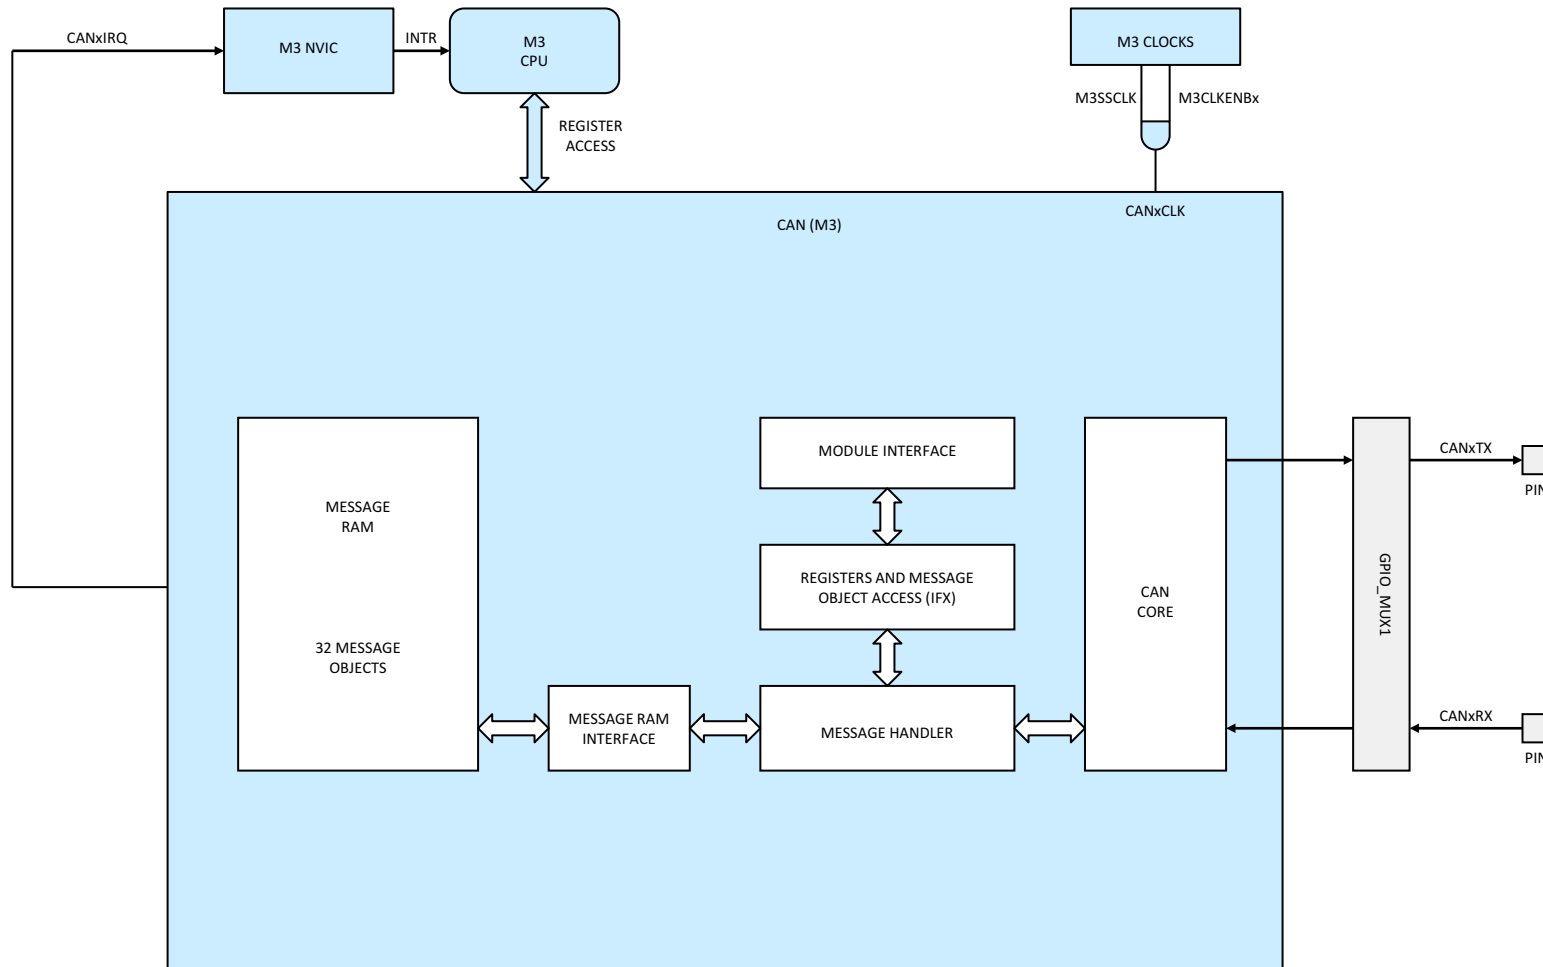 CANxIRQ
M3 NVIC
INTR
M3
CPU
M3 CLOCKS
M3SSCLK
M3CLKENBx
REGISTER
ACCESS
CANxCLK
CAN (M3)
MESSAGE
RAM
32 MESSAGE
OBJECTS
MODULE INTERFACE
REGISTERS AND MESSAGE
OBJECT ACCESS (IFX)
MESSAGE RAM
INTERFACE
MESSAGE HANDLER
CAN
CORE
GPIO_MUX1
CANxTX
PIN
CANxRX
PIN